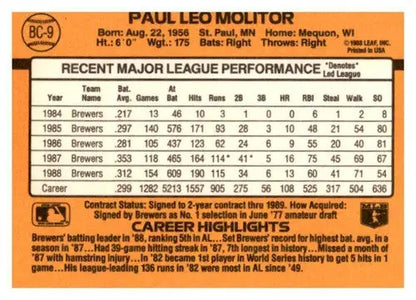 BC-9
PAUL LEO MOLITOR
Born: Aug. 22, 1956 St. Paul, MN Home: Mequon, WI
Ht.: 6'0" Wgt.: 175 Bats: Right Throws: Right
©1988 LEAF, INC.
Printed in USA
RECENT MAJOR LEAGUE PERFORMANCE *Denotes Led League
Year Team Name Bat. Avg. Games At Bat Hits Runs 2B 3B HR RBI Steal Walk SO
1984 Brewers .217 13 46 10 3 1 0 0 6 1 2 8
1985 Brewers .297 140 576 171 93 28 3 10 48 21 54 80
1986 Brewers .281 105 437 123 62 24 6 9 55 20 40 81
1987 Brewers .353 118 465 164 114* 41* 5 16 75 45 69 67
1988 Brewers .312 154 609 190 115 34 6 13 60 41 71 54
Career .299 1282 5213 1557 905 275 56 108 525 317 504 636
Contract Status: Signed to 2-year contract thru 1989. How Acquired:
Signed by Brewers as No. 1 selection in June '77 amateur draft
CAREER HIGHLIGHTS
Brewers' batting leader in '88, ranking 5th in AL... Set Brewers' record for highest bat. avg. in a
season in '87... Had 39-game hitting streak in '87, 7th longest in history... Missed a month of '87
with hamstring injury... In '82 became 1st player in World Series history to get 5 hits in 1
game... His league-leading 136 runs in '82 were most in AL since '49.